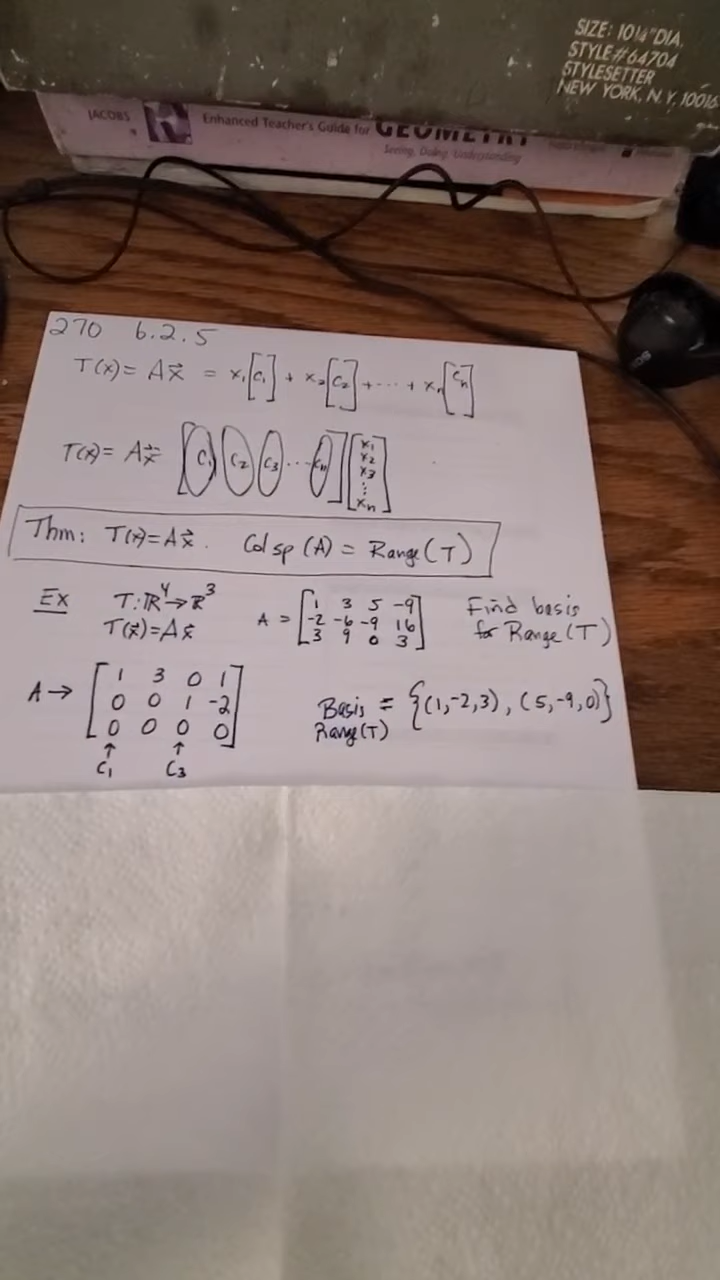 SIZE: 10¼" DIA.
STYLE# 64704
STYLESETTER
NEW YORK, N.Y. 10016
JACOBS Enhanced Teacher's Guide for GEOMETRY
Seeing, Doing, Understanding
270 6.2.5
T(x) = Ax⃗ = x₁[c₁] + x₂[c₂] + ··· + xₙ[cₙ]
T(x) = Ax⃗ = [c₁ c₂ c₃ ··· cₙ] [x₁ x₂ x₃ ⋮ xₙ]
Thm: T(x⃗) = Ax⃗. Colsp(A) = Range(T)
Ex T: ℝ⁴ → ℝ³ A = [1 3 5 -9 Find basis
T(x⃗) = Ax⃗ -2 -6 -9 16 for Range(T)
3 9 0 3]
A → [1 3 0 1
0 0 1 -2 Basis = {(1,-2,3), (5,-9,0)}
0 0 0 0] Range(T)
↑ ↑
C₁ C₃